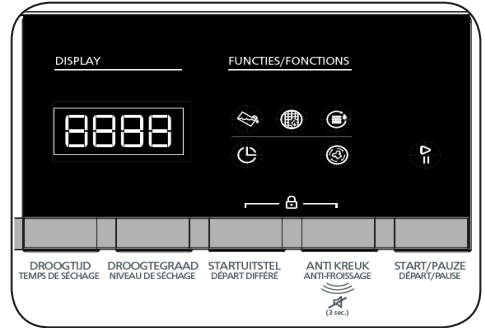 DISPLAY
FUNCTIES/FONCTIONS
8888
DROOGTIJD
TEMPS DE SÉCHAGE
DROOGTEGRAAD
NIVEAU DE SÉCHAGE
STARTUITSTEL
DÉPART DIFFÉRÉ
ANTI KREUK
ANTI-FROISSAGE
(3 sec.)
START/PAUZE
DÉPART/PAUSE